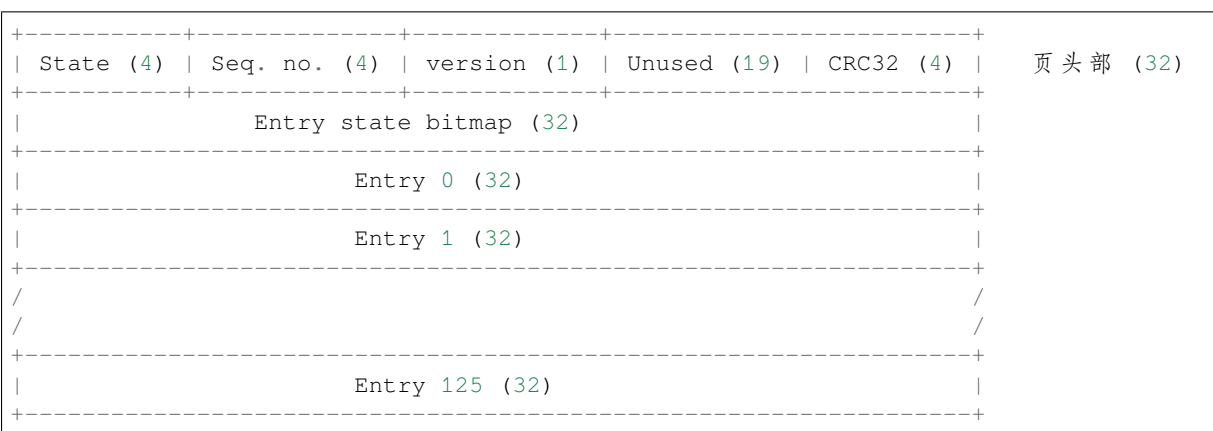 +-----------+--------------+-------------+-------------------------+
| State (4) | Seq. no. (4) | version (1) | Unused (19) | CRC32 (4) | 页头部 (32)
+-----------+--------------+-------------+-------------------------+
| Entry state bitmap (32) |
+------------------------------------------------------------------+
| Entry 0 (32) |
+------------------------------------------------------------------+
| Entry 1 (32) |
+------------------------------------------------------------------+
/ /
/ /
+------------------------------------------------------------------+
| Entry 125 (32) |
+------------------------------------------------------------------+